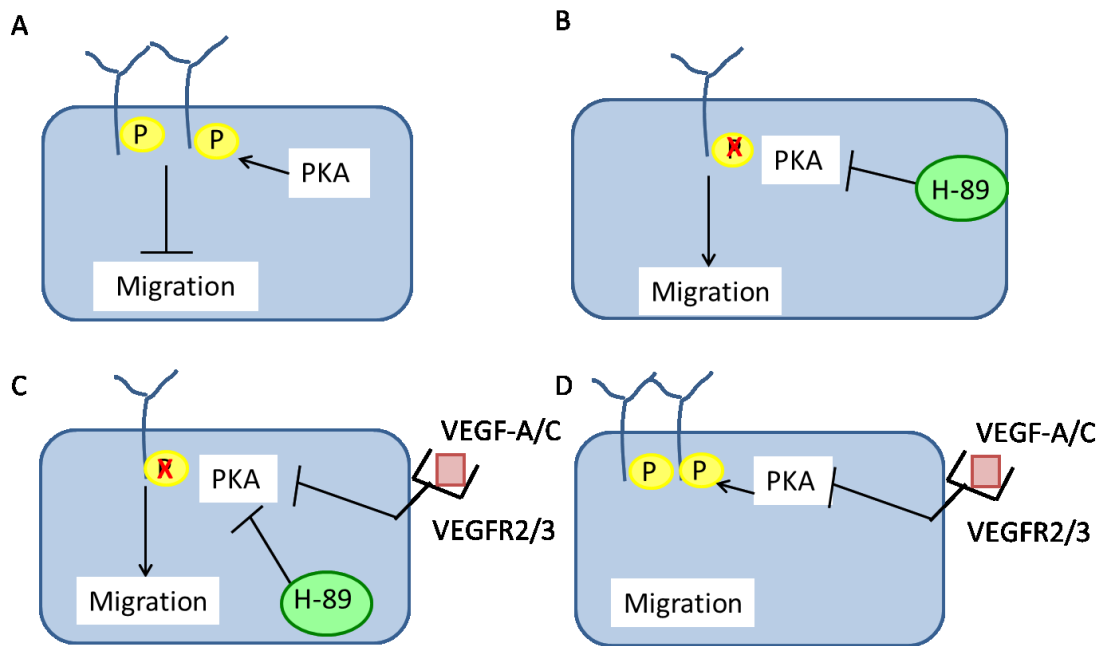 A
P
P
PKA
Migration
B
P
PKA
H-89
Migration
C
P
PKA
VEGF-A/C
VEGFR2/3
H-89
Migration
D
P
P
PKA
VEGF-A/C
VEGFR2/3
Migration